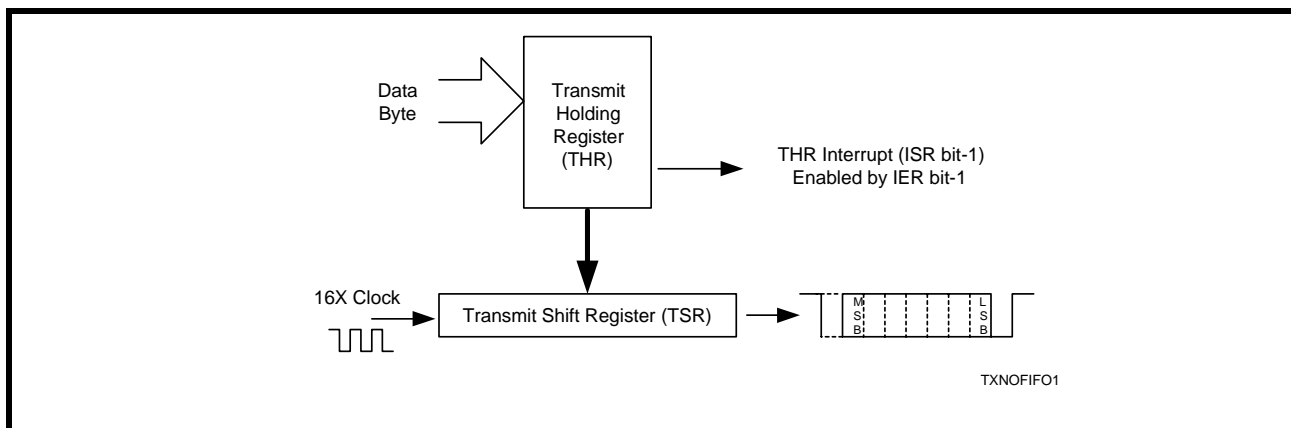 Data
Byte
Transmit
Holding
Register
(THR)
THR Interrupt (ISR bit-1)
Enabled by IER bit-1
16X Clock
Transmit Shift Register (TSR)
M
S
B
L
S
B
TXNOFIFO1